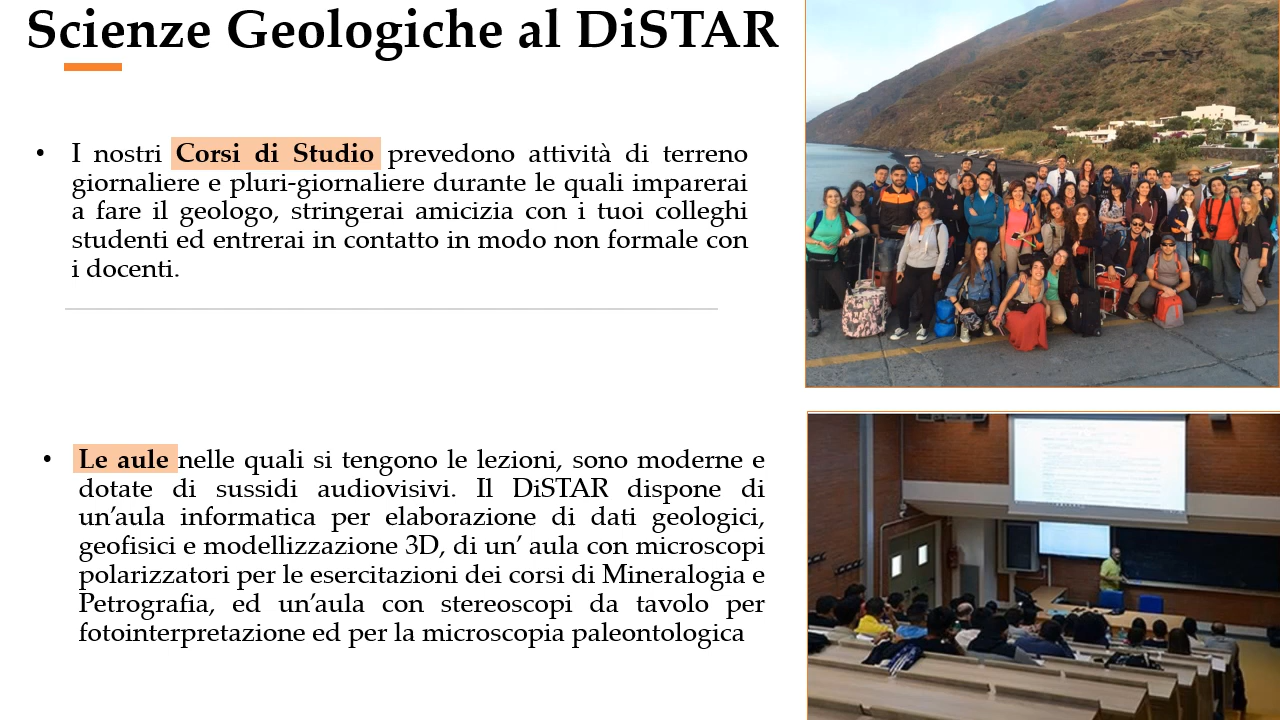 Scienze Geologiche al DiSTAR
• I nostri Corsi di Studio prevedono attività di terreno
giornaliere e pluri-giornaliere durante le quali imparerai
a fare il geologo, stringerai amicizia con i tuoi colleghi
studenti ed entrerai in contatto in modo non formale con
i docenti.
• Le aule nelle quali si tengono le lezioni, sono moderne e
dotate di sussidi audiovisivi. Il DiSTAR dispone di
un’aula informatica per elaborazione di dati geologici,
geofisici e modellizzazione 3D, di un’ aula con microscopi
polarizzatori per le esercitazioni dei corsi di Mineralogia e
Petrografia, ed un’aula con stereoscopi da tavolo per
fotointerpretazione ed per la microscopia paleontologica